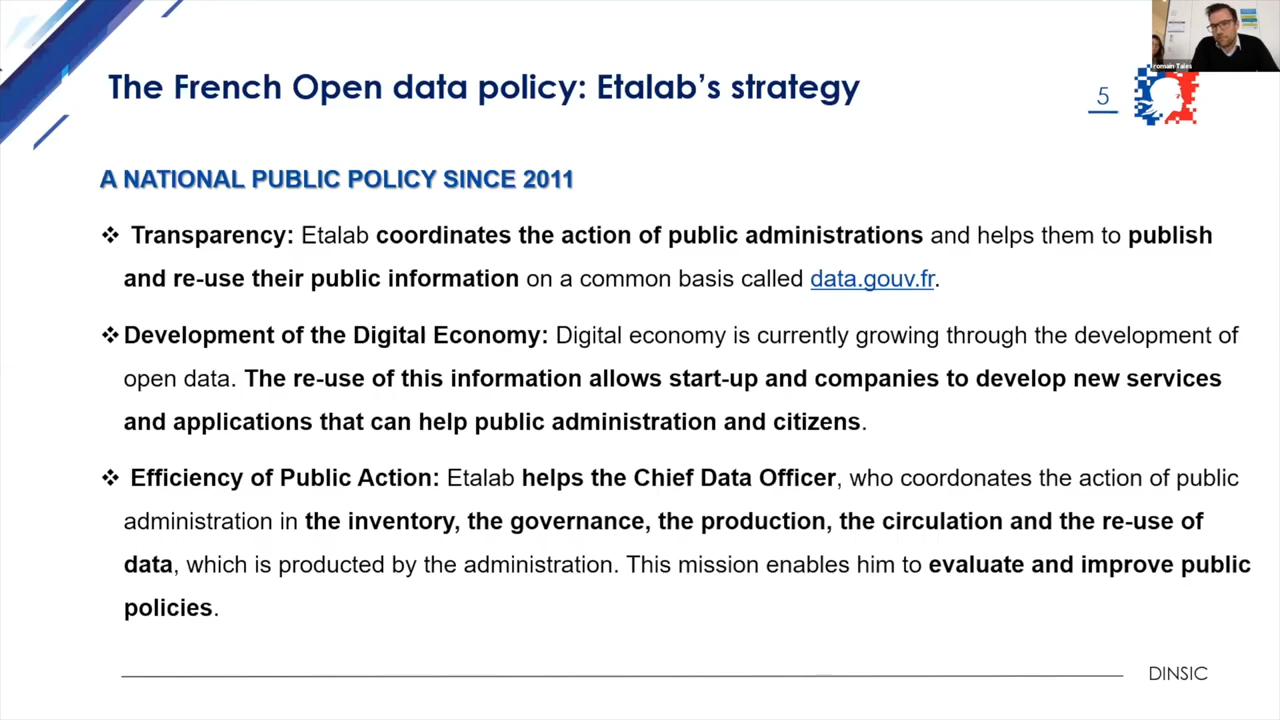 romain Tales
The French Open data policy: Etalab's strategy
5
A NATIONAL PUBLIC POLICY SINCE 2011
❖ Transparency: Etalab coordinates the action of public administrations and helps them to publish
and re-use their public information on a common basis called data.gouv.fr.
❖ Development of the Digital Economy: Digital economy is currently growing through the development of
open data. The re-use of this information allows start-up and companies to develop new services
and applications that can help public administration and citizens.
❖ Efficiency of Public Action: Etalab helps the Chief Data Officer, who coordonates the action of public
administration in the inventory, the governance, the production, the circulation and the re-use of
data, which is producted by the administration. This mission enables him to evaluate and improve public
policies.
DINSIC